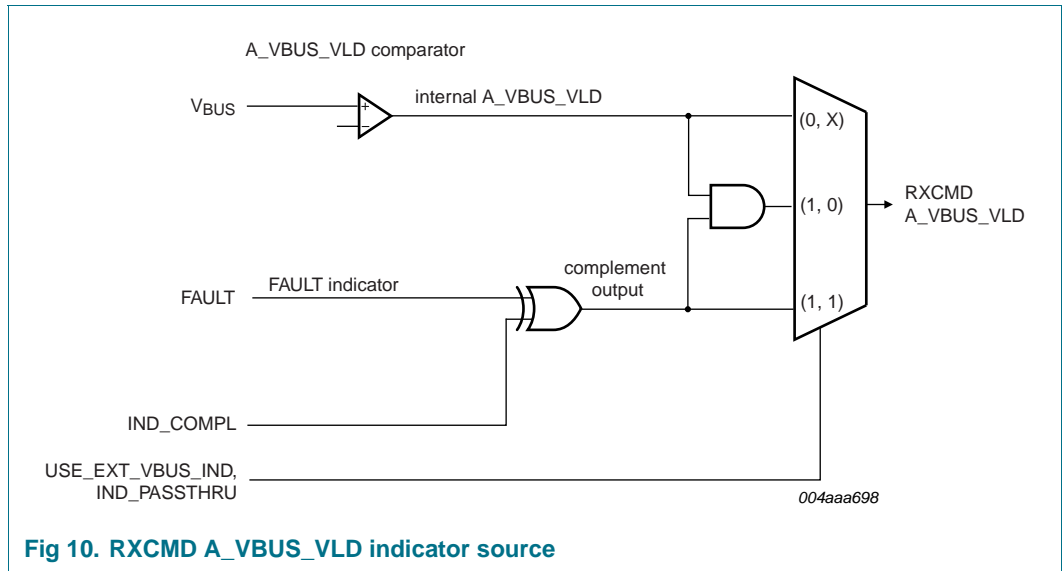 A_VBUS_VLD comparator
VBUS
+
−
internal A_VBUS_VLD
(0, X)
(1, 0)
RXCMD
A_VBUS_VLD
FAULT
FAULT indicator
complement
output
(1, 1)
IND_COMPL
USE_EXT_VBUS_IND,
IND_PASSTHRU
004aaa698
Fig 10. RXCMD A_VBUS_VLD indicator source